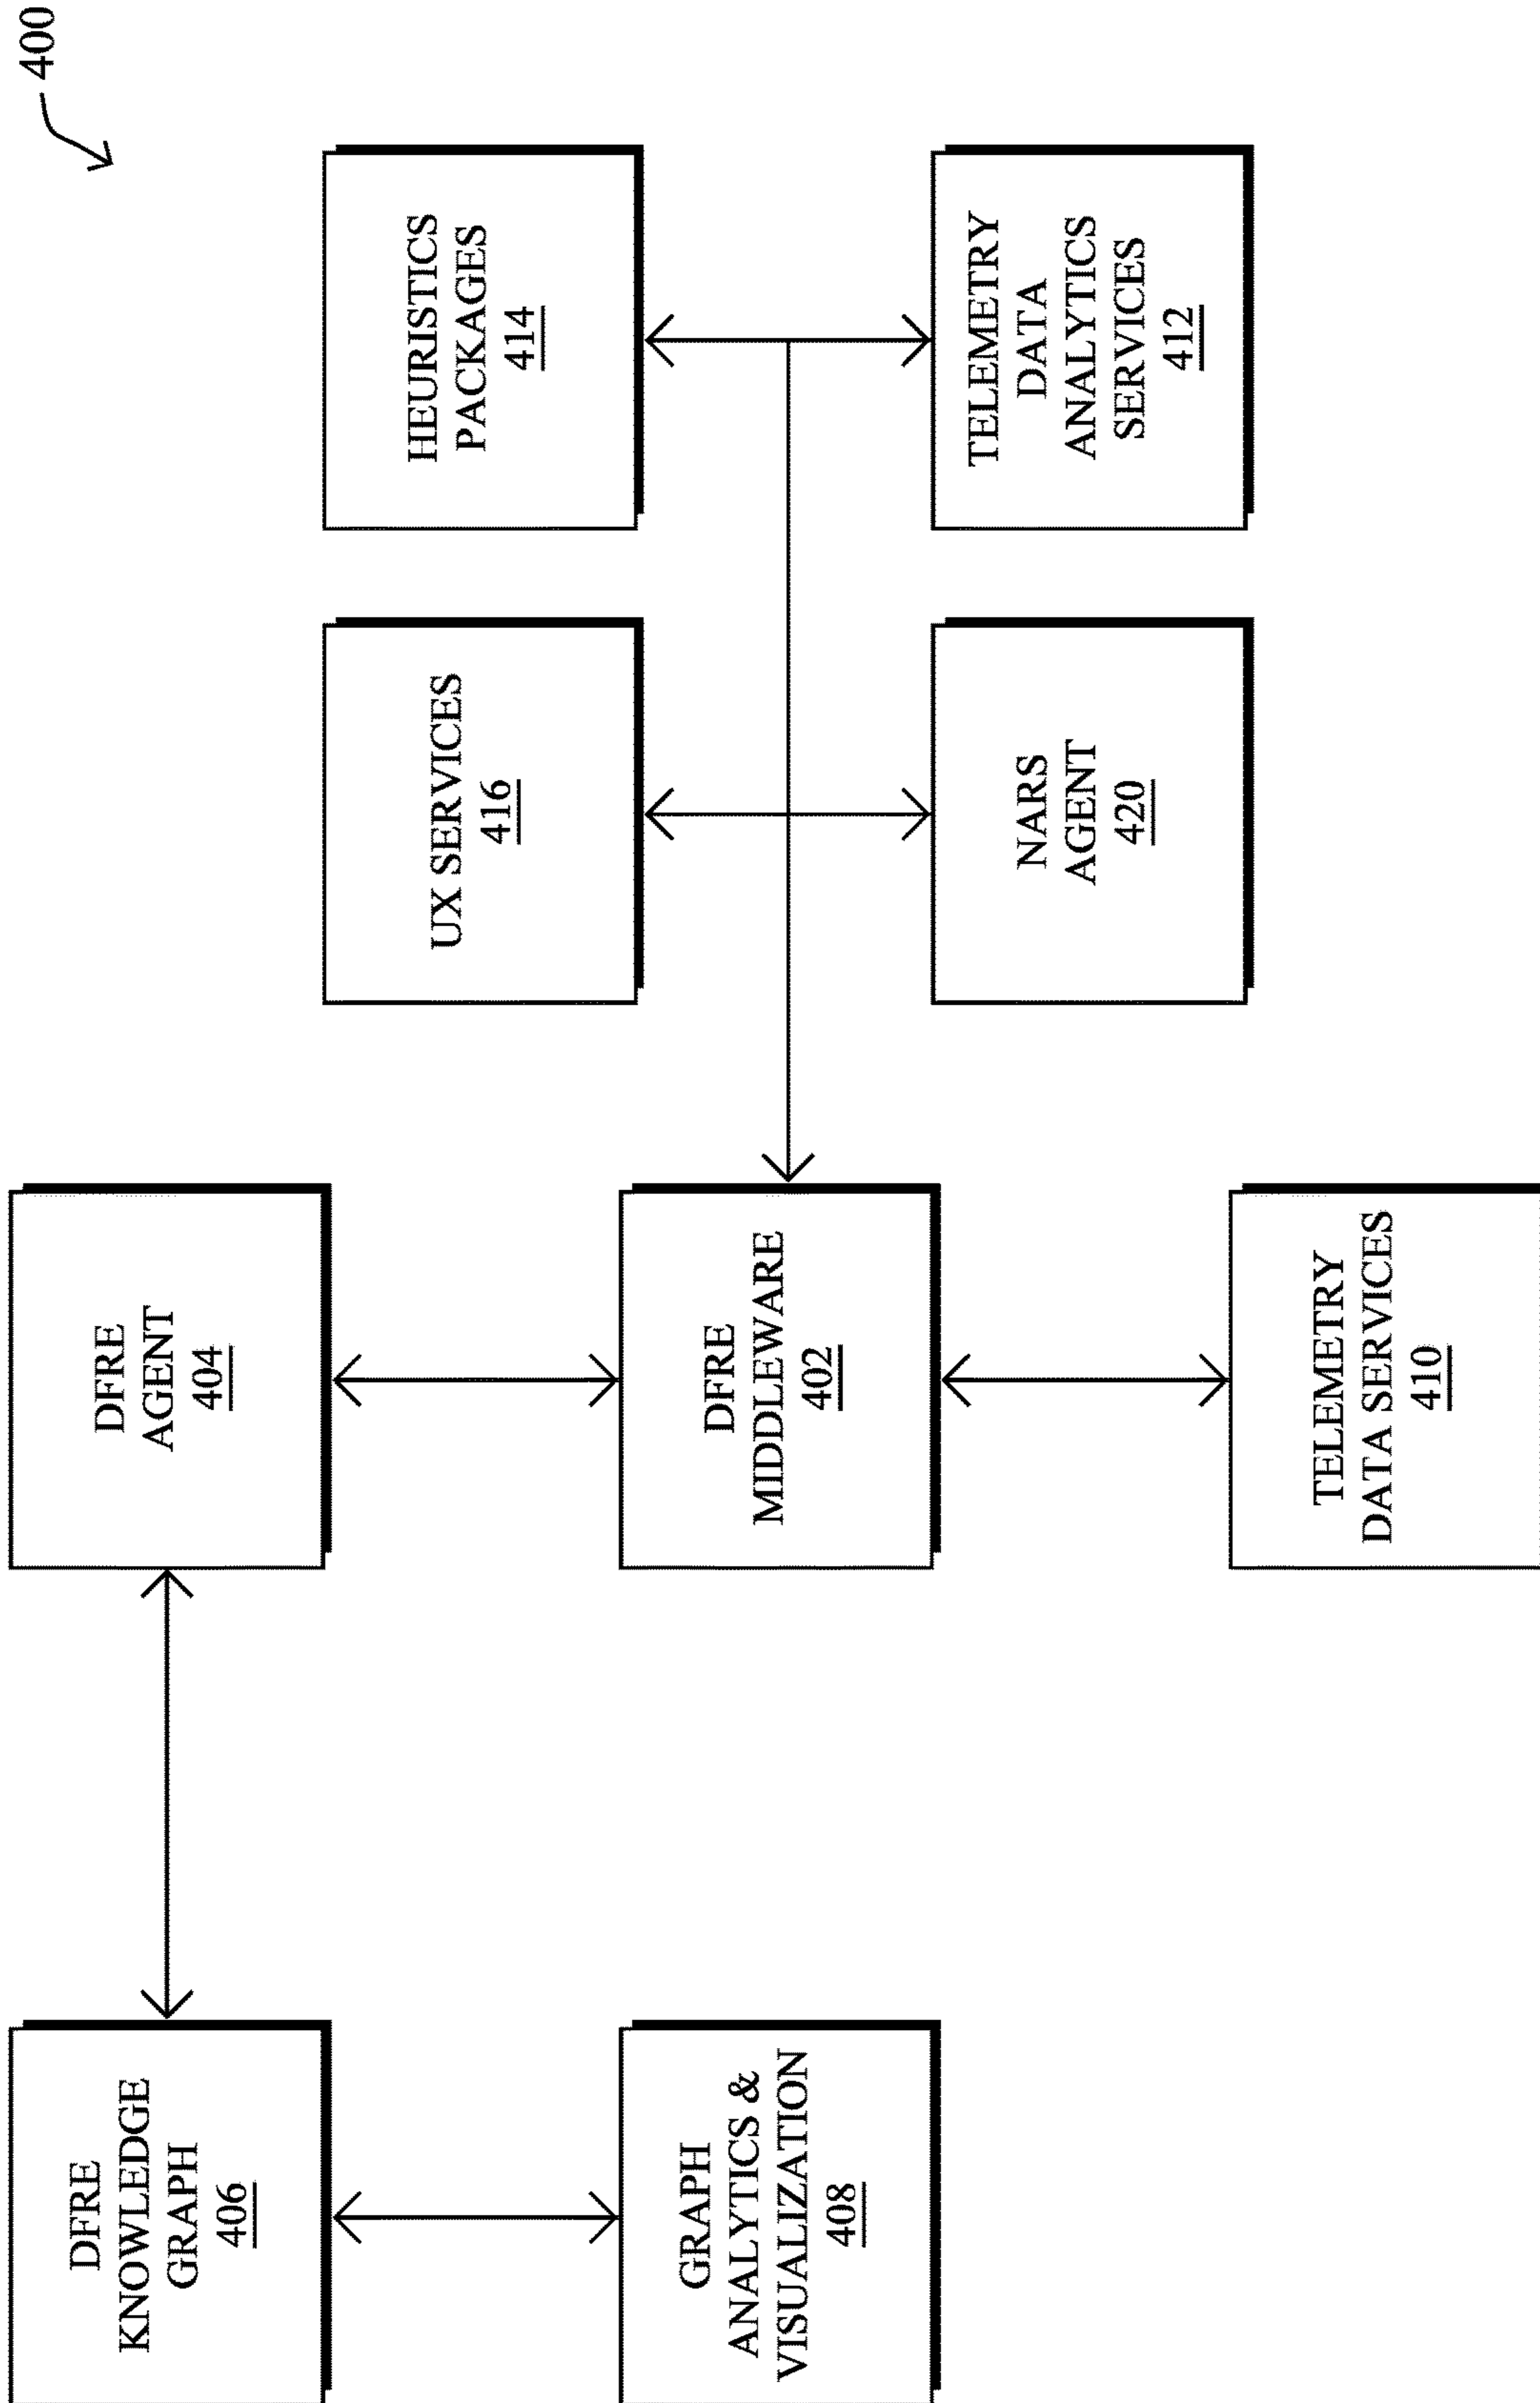 400
DFRE
KNOWLEDGE
GRAPH
406
DFRE
AGENT
404
UX SERVICES
416
HEURISTICS
PACKAGES
414
GRAPH
ANALYTICS &
VISUALIZATION
408
DFRE
MIDDLEWARE
402
NARS
AGENT
420
TELEMETRY
DATA
ANALYTICS
SERVICES
412
TELEMETRY
DATA SERVICES
410